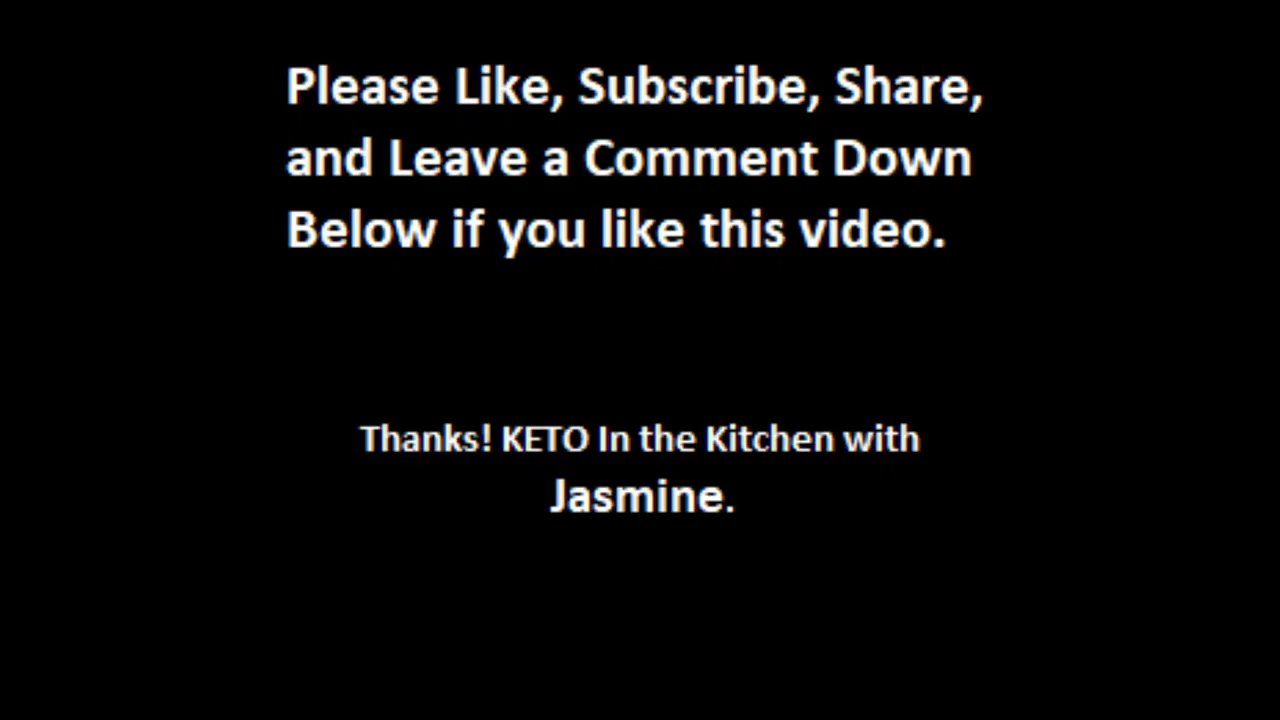 Please Like, Subscribe, Share,
and Leave a Comment Down
Below if you like this video.
Thanks! KETO In the Kitchen with
Jasmine.